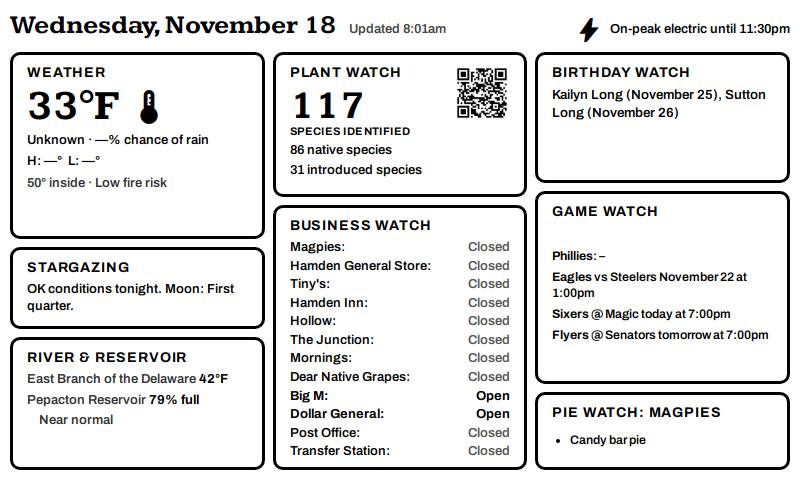 Wednesday, November 18
Updated 8:01am
On-peak electric until 11:30pm
WEATHER
33°F
Unknown · —% chance of rain
H: —° L: —°
50° inside · Low fire risk
STARGAZING
OK conditions tonight. Moon: First
quarter.
RIVER & RESERVOIR
East Branch of the Delaware 42°F
Pepacton Reservoir 79% full
Near normal
PLANT WATCH
117
SPECIES IDENTIFIED
86 native species
31 introduced species
BUSINESS WATCH
Magpies: Closed
Hamden General Store: Closed
Tiny's: Closed
Hamden Inn: Closed
Hollow: Closed
The Junction: Closed
Mornings: Closed
Dear Native Grapes: Closed
Big M: Open
Dollar General: Open
Post Office: Closed
Transfer Station: Closed
BIRTHDAY WATCH
Kailyn Long (November 25), Sutton
Long (November 26)
GAME WATCH
Phillies: –
Eagles vs Steelers November 22 at
1:00pm
Sixers @ Magic today at 7:00pm
Flyers @ Senators tomorrow at 7:00pm
PIE WATCH: MAGPIES
• Candy bar pie